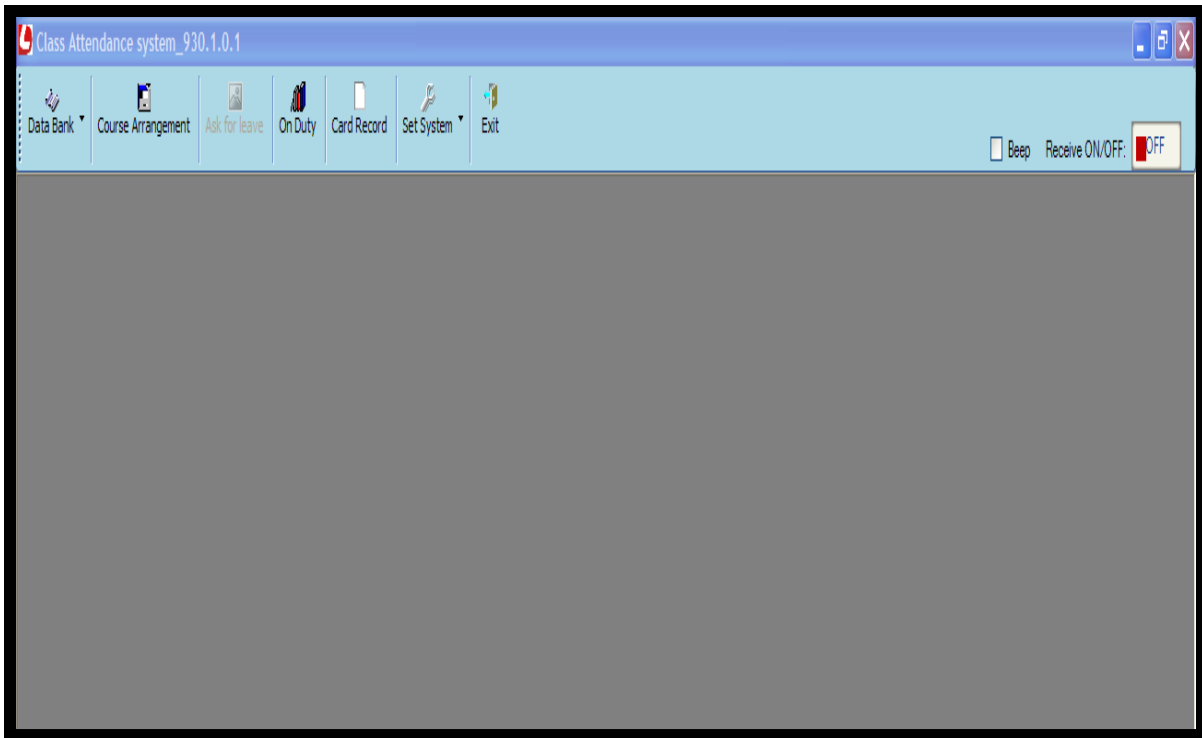 Class Attendance system_930.1.0.1
Data Bank Course Arrangement Ask for leave On Duty Card Record Set System Exit
Beep Receive ON/OFF: OFF